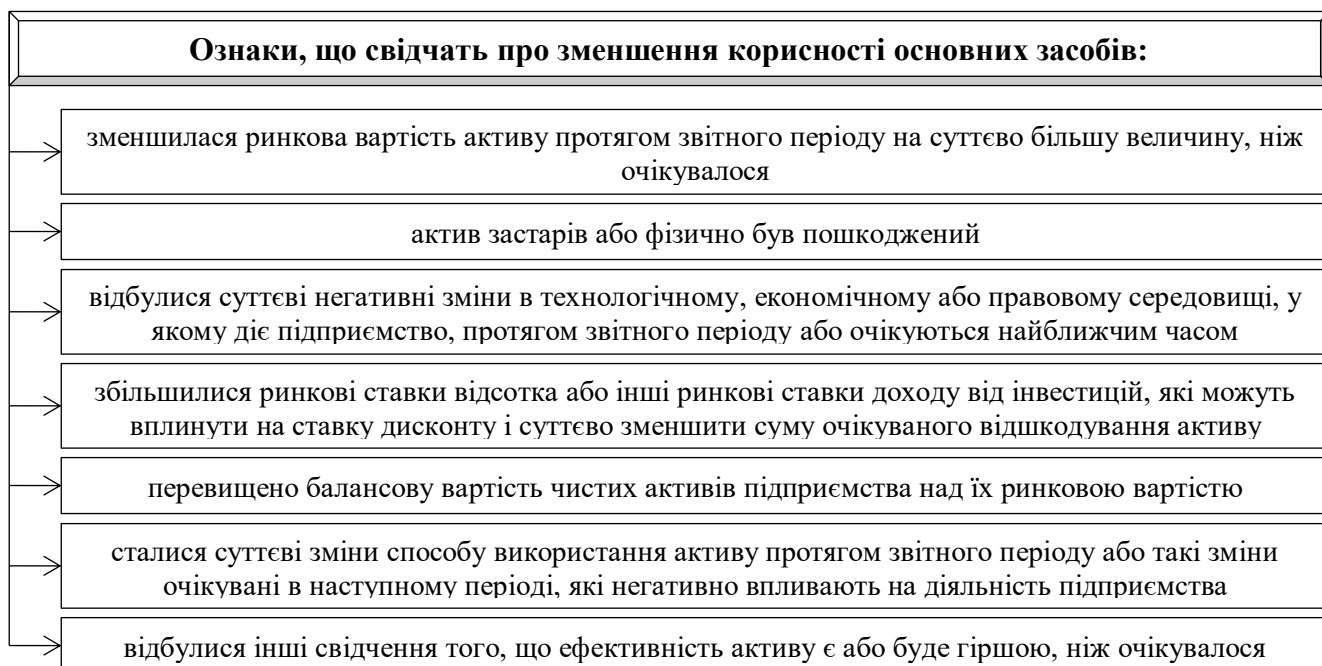 Ознаки, що свідчать про зменшення корисності основних засобів:
зменшилася ринкова вартість активу протягом звітного періоду на суттєво більшу величину, ніж
очікувалося
актив застарів або фізично був пошкоджений
відбулися суттєві негативні зміни в технологічному, економічному або правовому середовищі, у
якому діє підприємство, протягом звітного періоду або очікуються найближчим часом
збільшилися ринкові ставки відсотка або інші ринкові ставки доходу від інвестицій, які можуть
вплинути на ставку дисконту і суттєво зменшити суму очікуваного відшкодування активу
перевищено балансову вартість чистих активів підприємства над їх ринковою вартістю
сталися суттєві зміни способу використання активу протягом звітного періоду або такі зміни
очікувані в наступному періоді, які негативно впливають на діяльність підприємства
відбулися інші свідчення того, що ефективність активу є або буде гіршою, ніж очікувалося